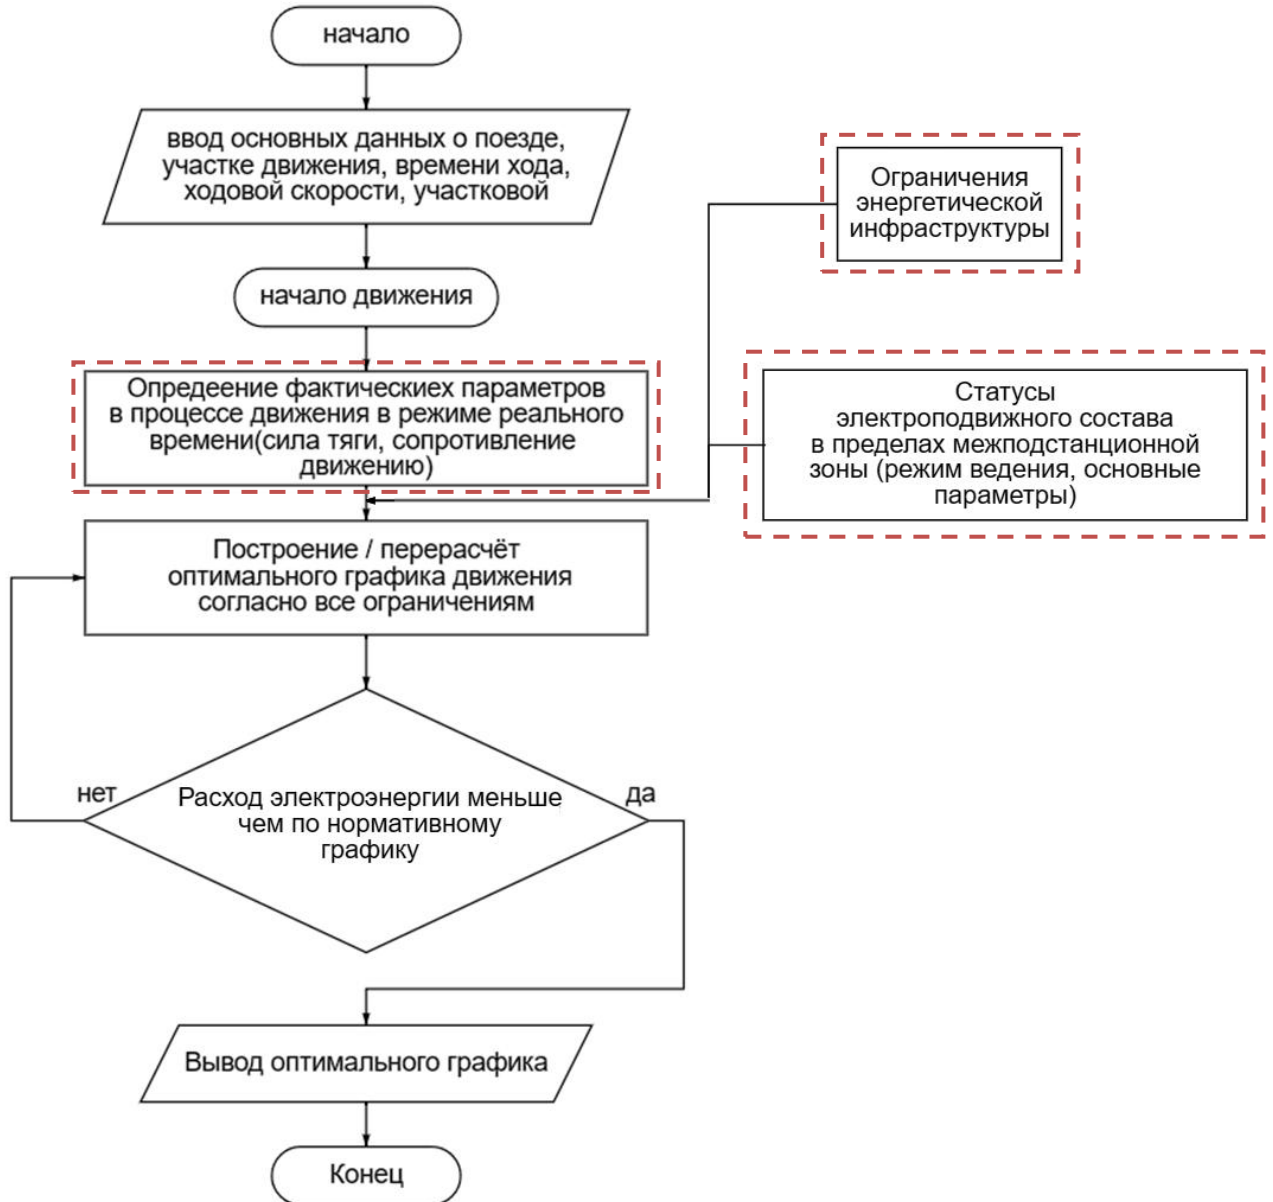 начало
ввод основных данных о поезде,
участке движения, времени хода,
ходовой скорости, участковой
начало движения
Ограничения
энергетической
инфраструктуры
Опредеение фактическиех параметров
в процессе движения в режиме реального
времени(сила тяги, сопротивление
движению)
Статусы
электроподвижного состава
в пределах межподстанционной
зоны (режим ведения, основные
параметры)
Построение / перерасчёт
оптимального графика движения
согласно все ограничениям
нет
Расход электроэнергии меньше
чем по нормативному
графику
да
Вывод оптимального графика
Конец